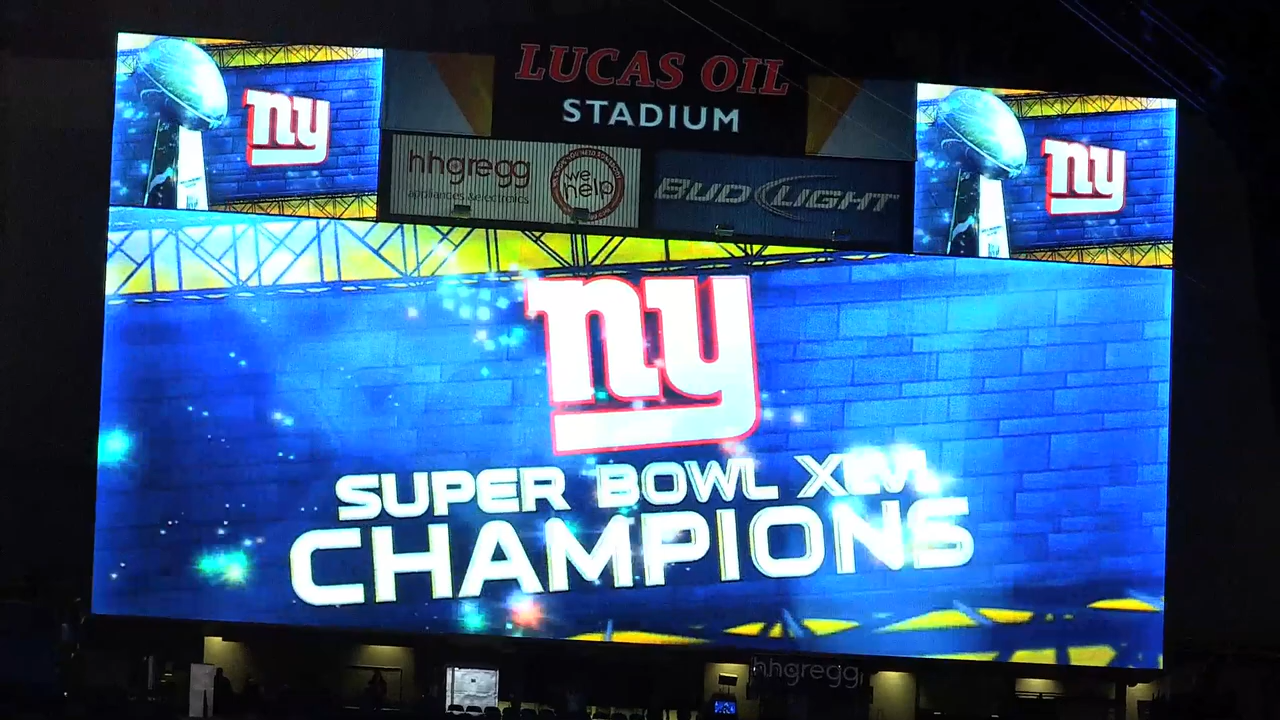 LUCAS OIL
STADIUM
ny
ny
hhgregg
appliances & electronics
we
help
BUD LIGHT
ny
SUPER BOWL XLVI
CHAMPIONS
hhgregg